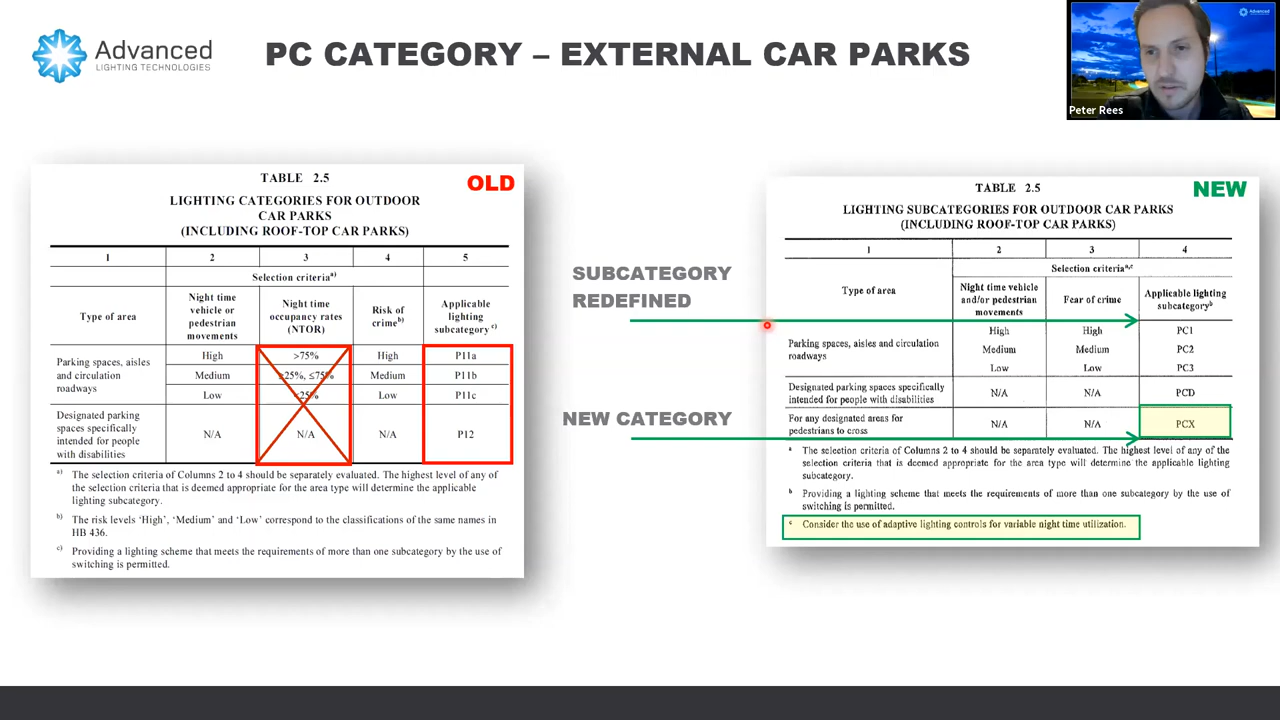 Advanced
LIGHTING TECHNOLOGIES
PC CATEGORY – EXTERNAL CAR PARKS
Peter Rees
TABLE 2.5
OLD
LIGHTING CATEGORIES FOR OUTDOOR
CAR PARKS
(INCLUDING ROOF-TOP CAR PARKS)
1 2 3 4 5
Selection criteria a)
Type of area
Night time
vehicle or
pedestrian
movements
Night time
occupancy rates
(NTOR)
Risk of
crime b)
Applicable
lighting
subcategory c)
Parking spaces, aisles
and circulation
roadways
High >75% High P11a
Medium ≥25%, ≤75% Medium P11b
Low <25% Low P11c
Designated parking
spaces specifically
intended for people
with disabilities
N/A N/A N/A P12
a) The selection criteria of Columns 2 to 4 should be separately evaluated. The highest level of any of
the selection criteria that is deemed appropriate for the area type will determine the applicable
lighting subcategory.
b) The risk levels 'High', 'Medium' and 'Low' correspond to the classifications of the same names in
HB 436.
c) Providing a lighting scheme that meets the requirements of more than one subcategory by the use of
switching is permitted.
SUBCATEGORY
REDEFINED
NEW CATEGORY
TABLE 2.5
NEW
LIGHTING SUBCATEGORIES FOR OUTDOOR CAR PARKS
(INCLUDING ROOF-TOP CAR PARKS)
1 2 3 4
Selection criteria a,c
Type of area
Night time vehicle
and/or pedestrian
movements
Fear of crime
Applicable lighting
subcategory b
Parking spaces, aisles and circulation
roadways
High High PC1
Medium Medium PC2
Low Low PC3
Designated parking spaces specifically
intended for people with disabilities
N/A N/A PCD
For any designated areas for
pedestrians to cross
N/A N/A PCX
a The selection criteria of Columns 2 to 4 should be separately evaluated. The highest level of any of the
selection criteria that is deemed appropriate for the area type will determine the applicable lighting
subcategory.
b Providing a lighting scheme that meets the requirements of more than one subcategory by the use of
switching is permitted.
c Consider the use of adaptive lighting controls for variable night time utilization.